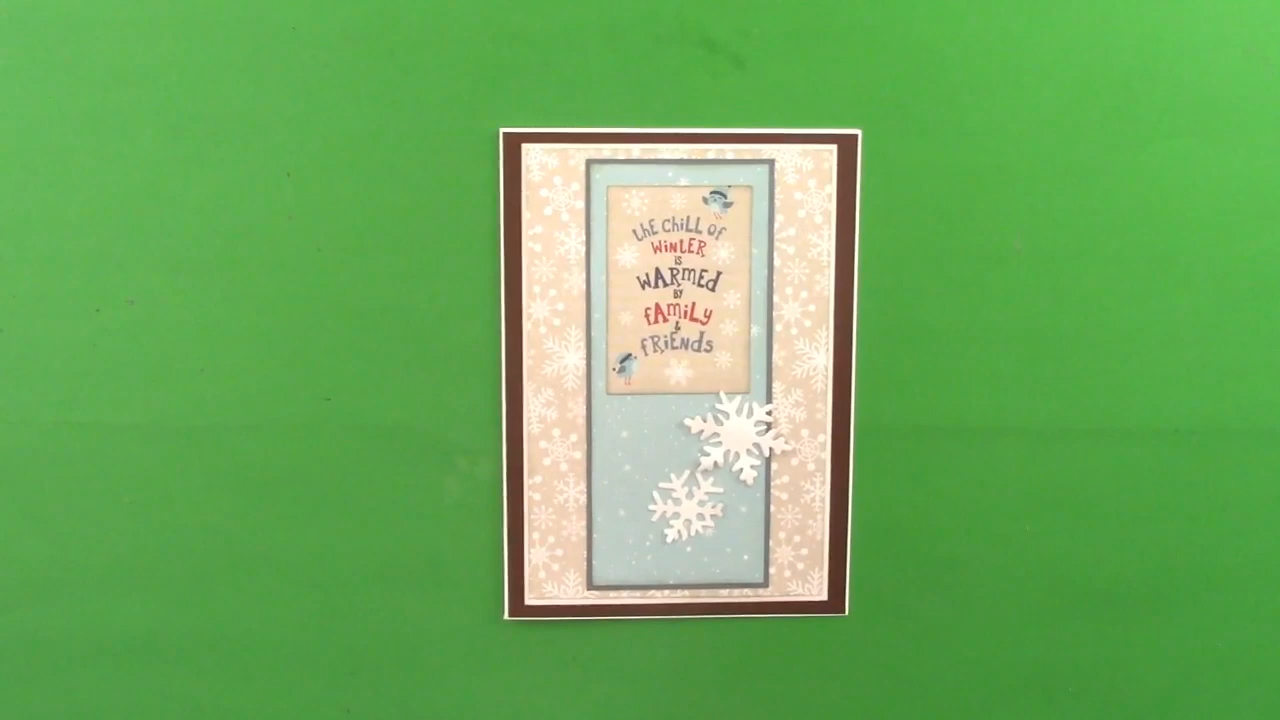 thE CHiLL Of
WiNtER
iS
WARmEd
BY
fAmiLy
&
fRiENds